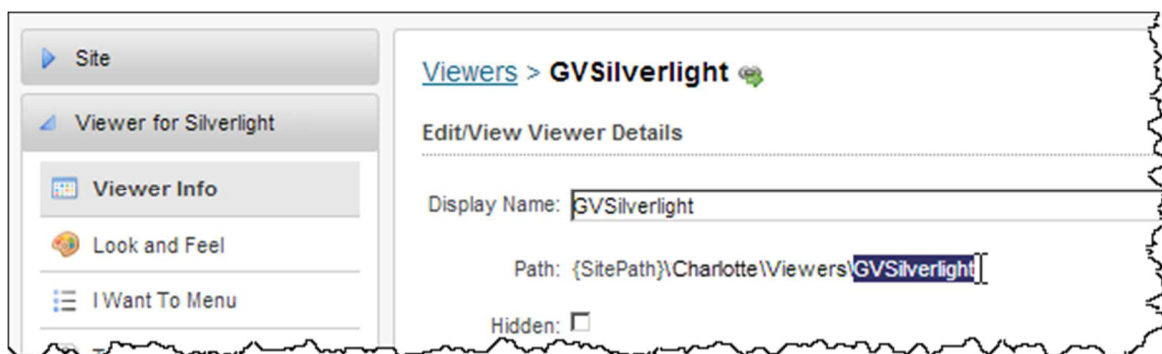 Site
Viewer for Silverlight
Viewer Info
Look and Feel
I Want To Menu
Viewers > GVSilverlight
Edit/View Viewer Details
Display Name: GVSilverlight
Path: {SitePath}\Charlotte\Viewers\GVSilverlight
Hidden: